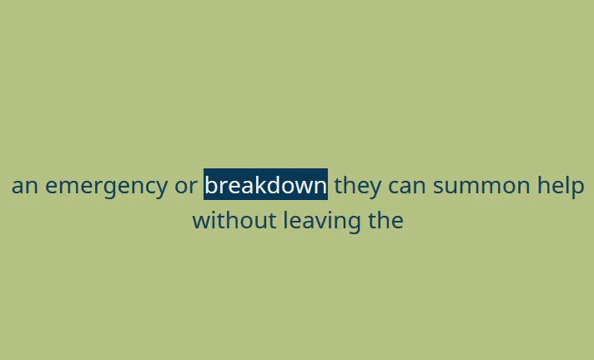 an emergency or breakdown they can summon help
without leaving the